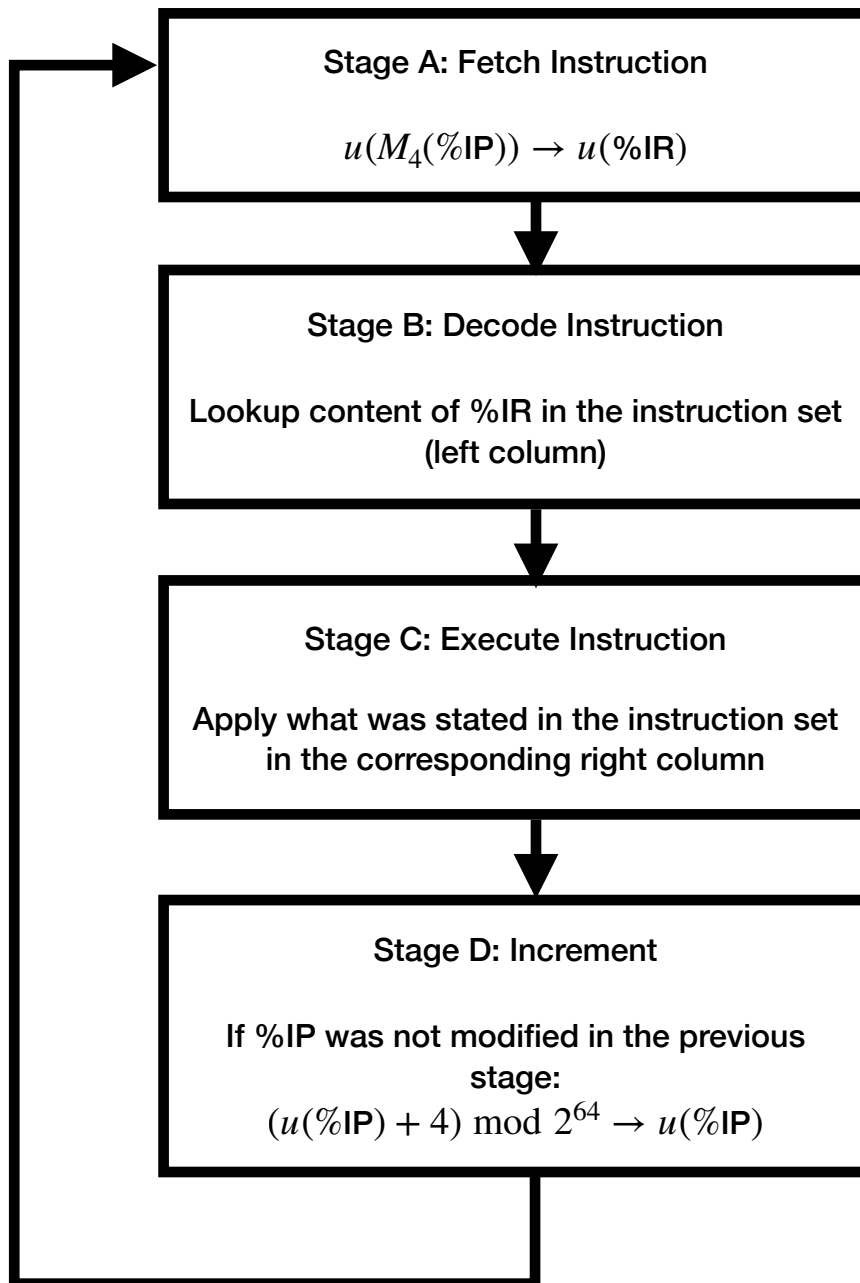 Stage A: Fetch Instruction
u(M₄(%IP)) → u(%IR)
Stage B: Decode Instruction
Lookup content of %IR in the instruction set
(left column)
Stage C: Execute Instruction
Apply what was stated in the instruction set
in the corresponding right column
Stage D: Increment
If %IP was not modified in the previous
stage:
(u(%IP) + 4) mod 2⁶⁴ → u(%IP)